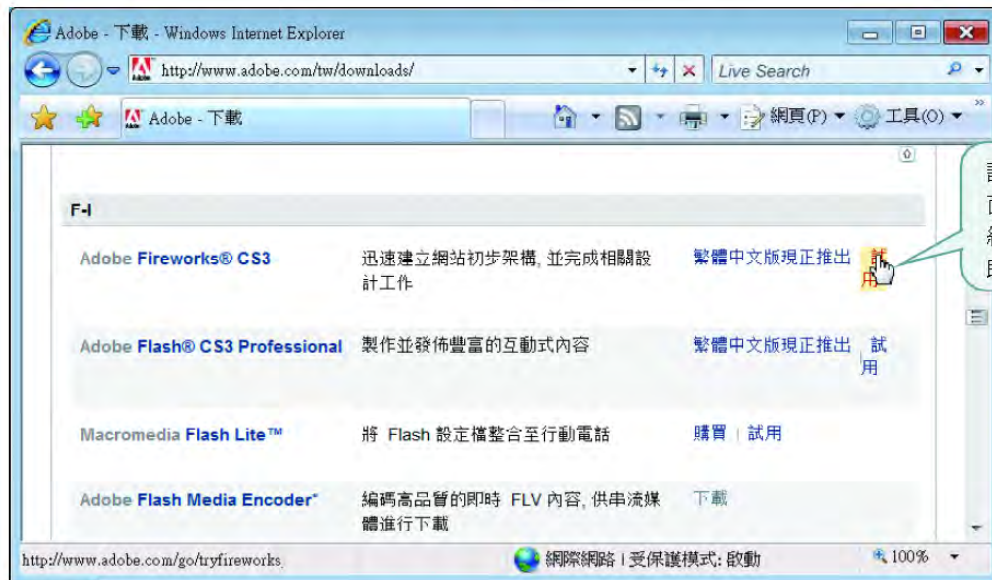 Adobe - 下載 - Windows Internet Explorer
http://www.adobe.com/tw/downloads/
Live Search
Adobe - 下載
網頁(P)
工具(O)
F-I
Adobe Fireworks® CS3
迅速建立網站初步架構, 並完成相關設
計工作
繁體中文版現正推出 | 試
用
Adobe Flash® CS3 Professional
製作並發佈豐富的互動式內容
繁體中文版現正推出 | 試
用
Macromedia Flash Lite™
將 Flash 設定檔整合至行動電話
購買 | 試用
Adobe Flash Media Encoder*
編碼高品質的即時 FLV 內容, 供串流媒
體進行下載
下載
http://www.adobe.com/go/tryfireworks
網際網路 | 受保護模式: 啟動
100%